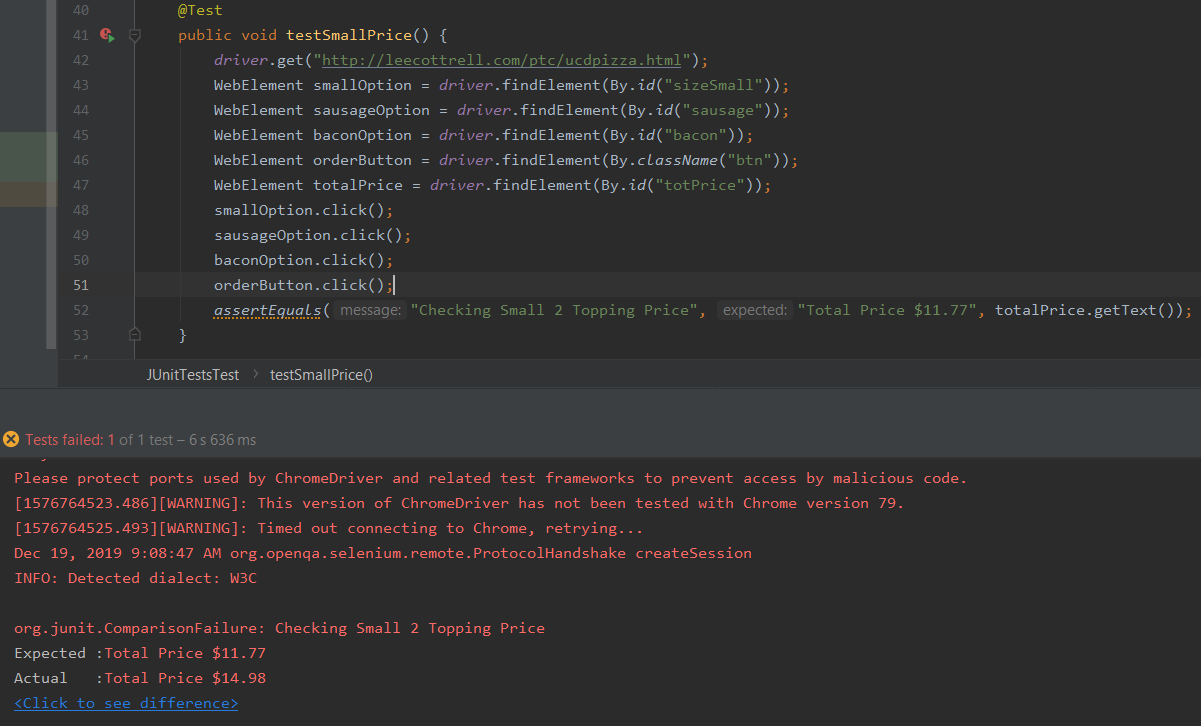 40 @Test
41 public void testSmallPrice() {
42 driver.get("http://leecottrell.com/ptc/ucdpizza.html");
43 WebElement smallOption = driver.findElement(By.id("sizeSmall"));
44 WebElement sausageOption = driver.findElement(By.id("sausage"));
45 WebElement baconOption = driver.findElement(By.id("bacon"));
46 WebElement orderButton = driver.findElement(By.className("btn"));
47 WebElement totalPrice = driver.findElement(By.id("totPrice"));
48 smallOption.click();
49 sausageOption.click();
50 baconOption.click();
51 orderButton.click();
52 assertEquals( message: "Checking Small 2 Topping Price", expected: "Total Price $11.77", totalPrice.getText());
53 }
JUnitTestsTest > testSmallPrice()
Tests failed: 1 of 1 test – 6 s 636 ms
Please protect ports used by ChromeDriver and related test frameworks to prevent access by malicious code.
[1576764523.486][WARNING]: This version of ChromeDriver has not been tested with Chrome version 79.
[1576764525.493][WARNING]: Timed out connecting to Chrome, retrying...
Dec 19, 2019 9:08:47 AM org.openqa.selenium.remote.ProtocolHandshake createSession
INFO: Detected dialect: W3C
org.junit.ComparisonFailure: Checking Small 2 Topping Price
Expected :Total Price $11.77
Actual   :Total Price $14.98
<Click to see difference>